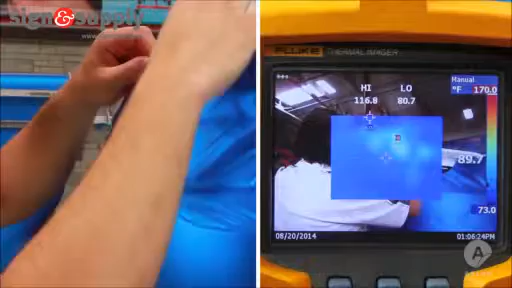 sign&supply
www.
FLUKE THERMAL IMAGER
HI LO
116.8 80.7
Manual
°F 170.0
89.7
73.0
08/20/2014 01:06:24PM
A